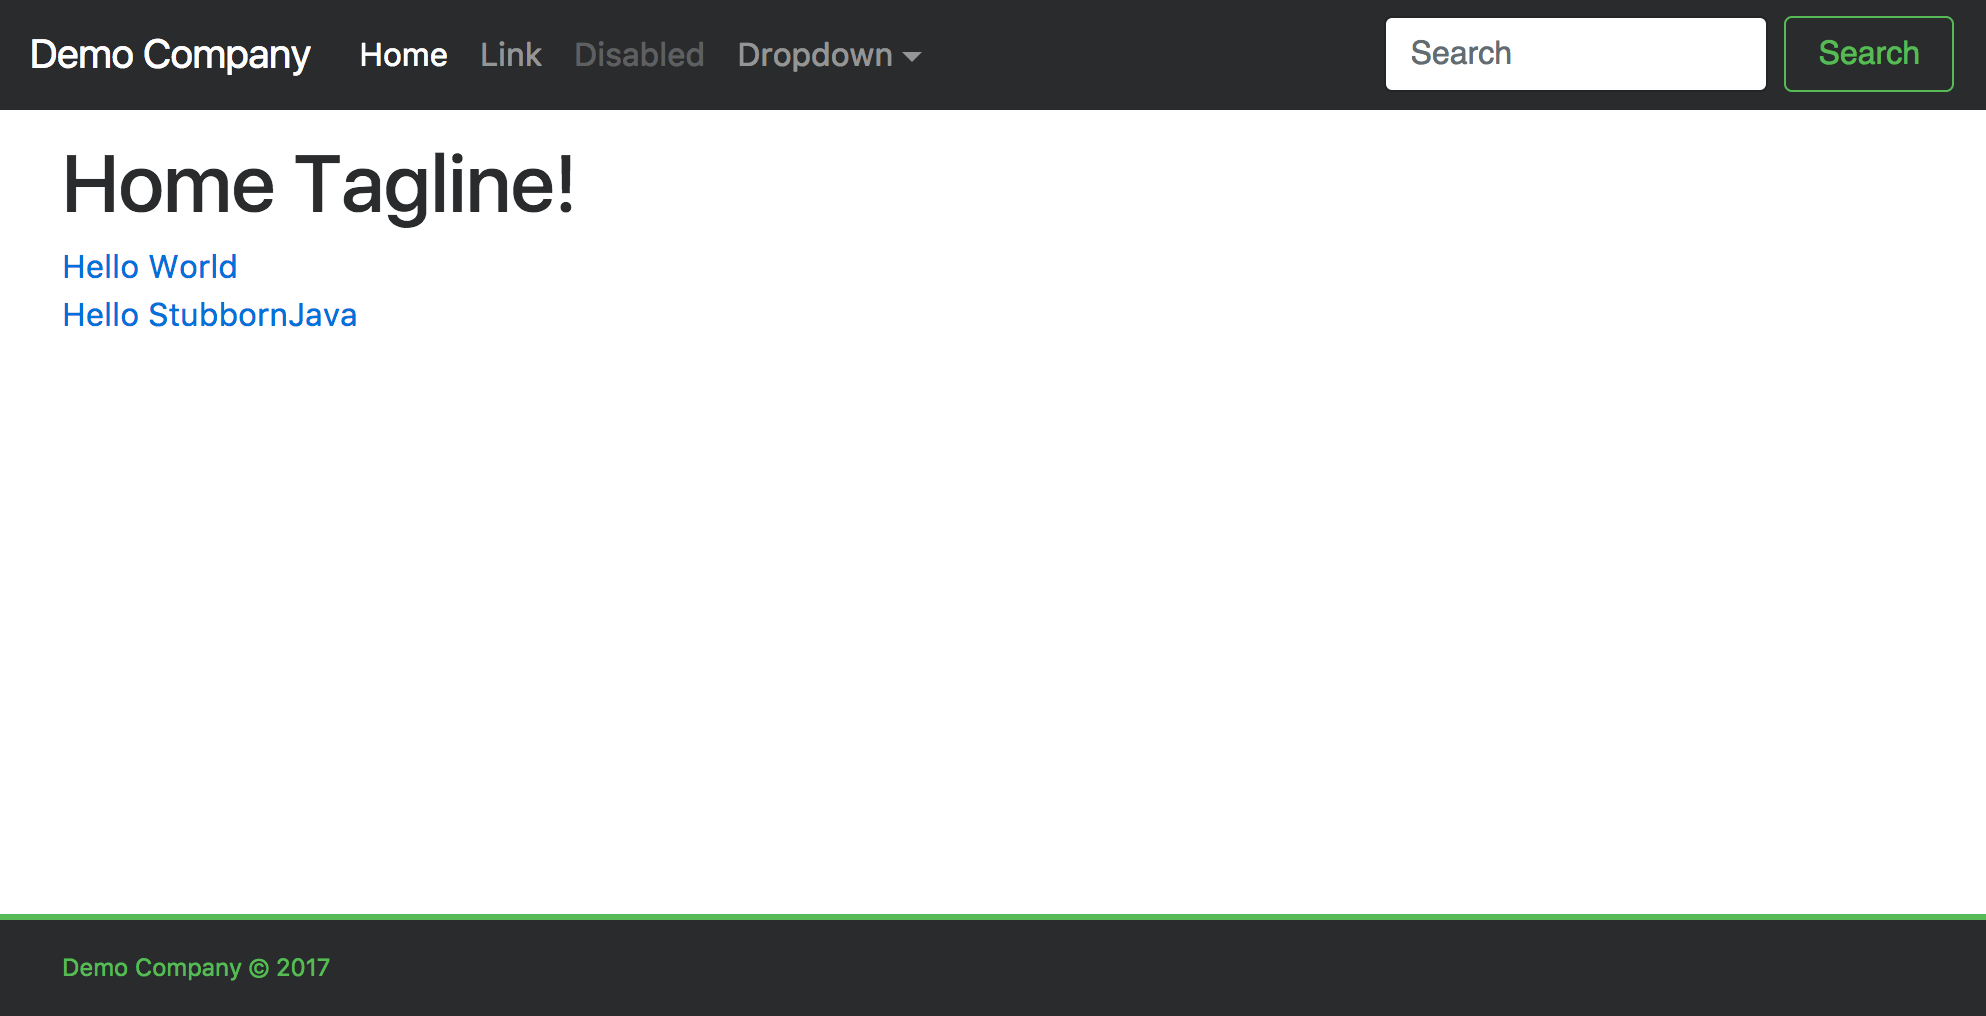 Demo Company Home Link Disabled Dropdown Search Search
Home Tagline!
Hello World
Hello StubbornJava
Demo Company © 2017